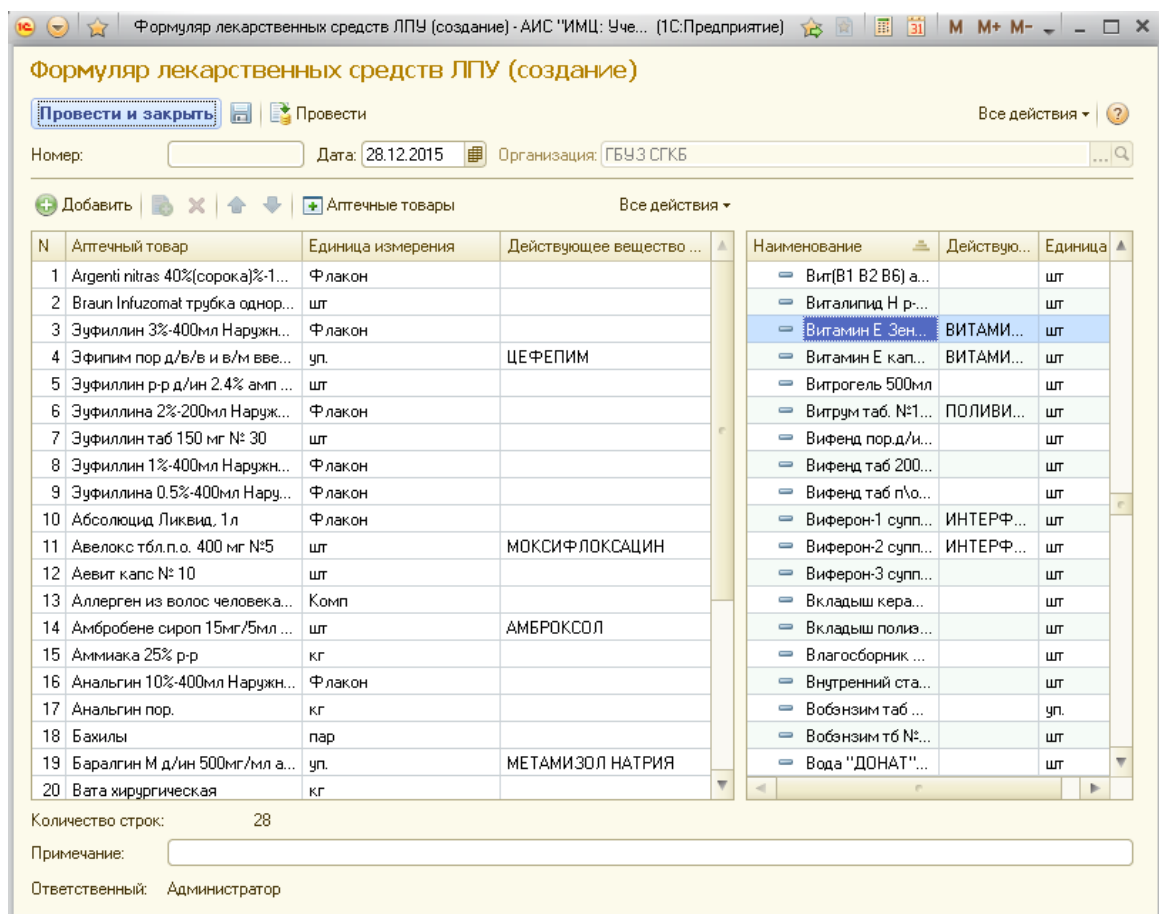 Формуляр лекарственных средств ЛПУ (создание) - АИС "ИМЦ: Уче... (1С:Предприятие) 31 M M+ M-
Формуляр лекарственных средств ЛПУ (создание)
Провести и закрыть Провести Все действия ?
Номер: Дата: 28.12.2015 Организация: ГБУЗ СГКБ ...
Добавить Аптечные товары Все действия
N Аптечный товар Единица измерения Действующее вещество ...
1 Argenti nitras 40%(сорока)%-1... Флакон
2 Braun Infuzomat трубка однор... шт
3 Эуфиллин 3%-400мл Наружн... Флакон
4 Эфипим пор д/в/в и в/м вве... уп. ЦЕФЕПИМ
5 Эуфиллин р-р д/ин 2.4% амп ... шт
6 Эуфиллина 2%-200мл Наруж... Флакон
7 Эуфиллин таб 150 мг № 30 шт
8 Эуфиллин 1%-400мл Наружн... Флакон
9 Эуфиллина 0.5%-400мл Нару... Флакон
10 Абсолюцид Ликвид, 1л Флакон
11 Авелокс тбл.п.о. 400 мг №5 шт МОКСИФЛОКСАЦИН
12 Аевит капс № 10 шт
13 Аллерген из волос человека... Комп
14 Амбробене сироп 15мг/5мл ... шт АМБРОКСОЛ
15 Аммиака 25% р-р кг
16 Анальгин 10%-400мл Наружн... Флакон
17 Анальгин пор. кг
18 Бахилы пар
19 Баралгин М д/ин 500мг/мл а... уп. МЕТАМИЗОЛ НАТРИЯ
20 Вата хирургическая кг
Наименование Действую... Единица
Вит(B1 B2 B6) а... шт
Виталипид Н р-... шт
Витамин Е Зен... ВИТАМИ... шт
Витамин Е кап... ВИТАМИ... шт
Витрогель 500мл шт
Витрум таб. №1... ПОЛИВИ... шт
Вифенд пор.д/и... шт
Вифенд таб 200... шт
Вифенд таб п\о... шт
Виферон-1 супп... ИНТЕРФ... шт
Виферон-2 супп... ИНТЕРФ... шт
Виферон-3 супп... шт
Вкладыш кера... шт
Вкладыш полиэ... шт
Влагосборник ... шт
Внутренний ста... шт
Вобэнзим таб ... уп.
Вобэнзим тб №... шт
Вода "ДОНАТ"... шт
Количество строк: 28
Примечание:
Ответственный: Администратор